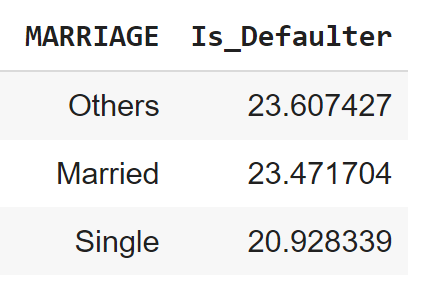 MARRIAGE Is_Defaulter
Others 23.607427
Married 23.471704
Single 20.928339